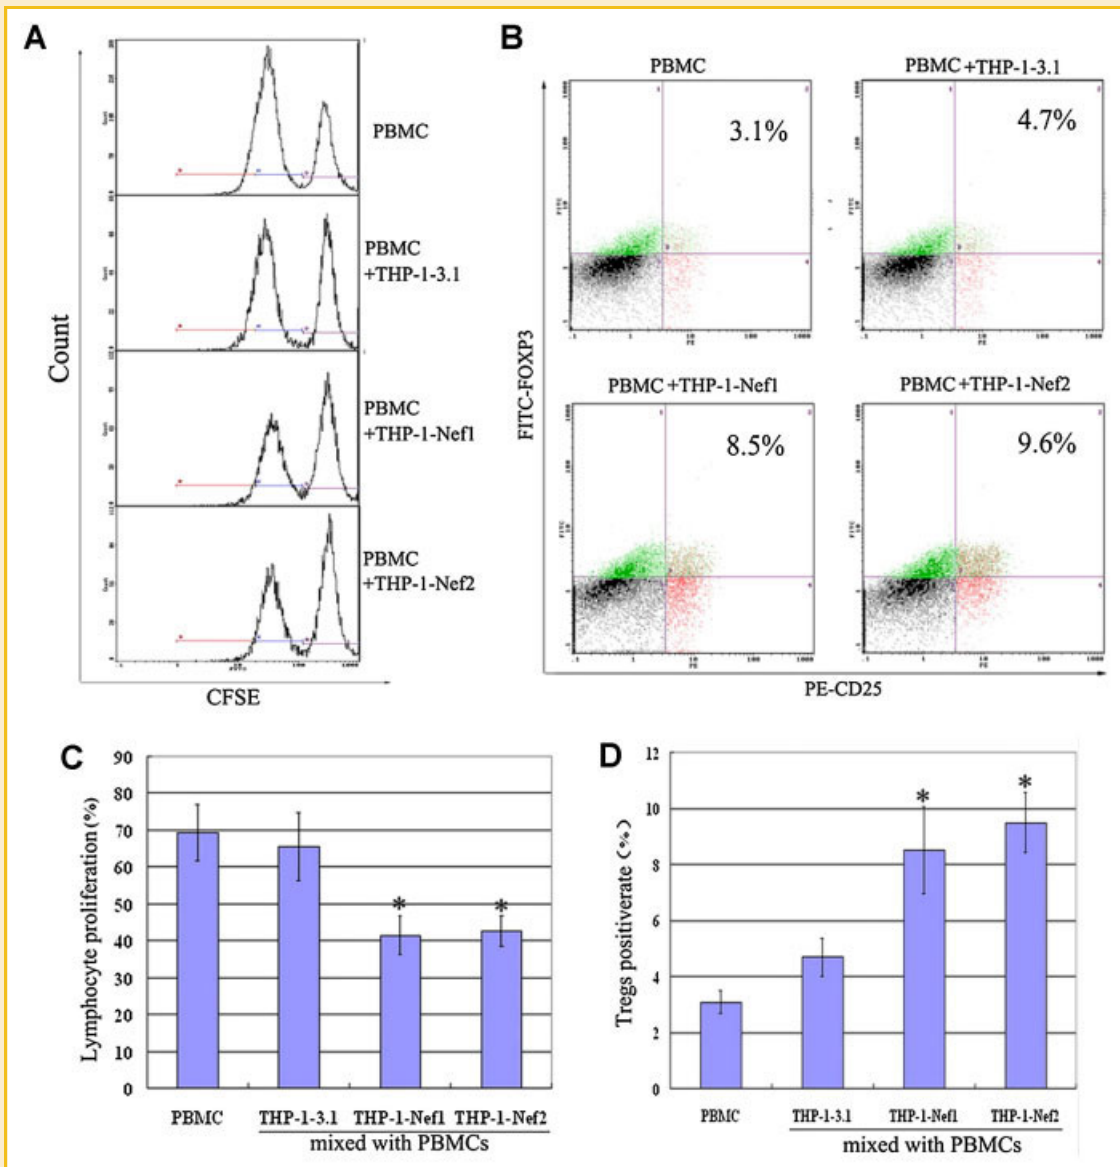 A
PBMC
PBMC
+THP-1-3.1
PBMC
+THP-1-Nef1
PBMC
+THP-1-Nef2
Count
CFSE
B
PBMC
3.1%
PBMC+THP-1-3.1
4.7%
PBMC+THP-1-Nef1
8.5%
PBMC+THP-1-Nef2
9.6%
FITC-FOXP3
PE-CD25
C
Lymphocyte proliferation (%)
90
80
70
60
50
40
30
20
10
0
* *
PBMC THP-1-3.1 THP-1-Nef1 THP-1-Nef2
mixed with PBMCs
D
Tregs positiverate (%)
12
10
8
6
4
2
0
* *
PBMC THP-1-3.1 THP-1-Nef1 THP-1-Nef2
mixed with PBMCs